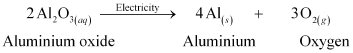 2Al₂O₃₍aq₎ —Electricity→ 4Al₍s₎ + 3O₂₍g₎
Aluminium oxide Aluminium Oxygen